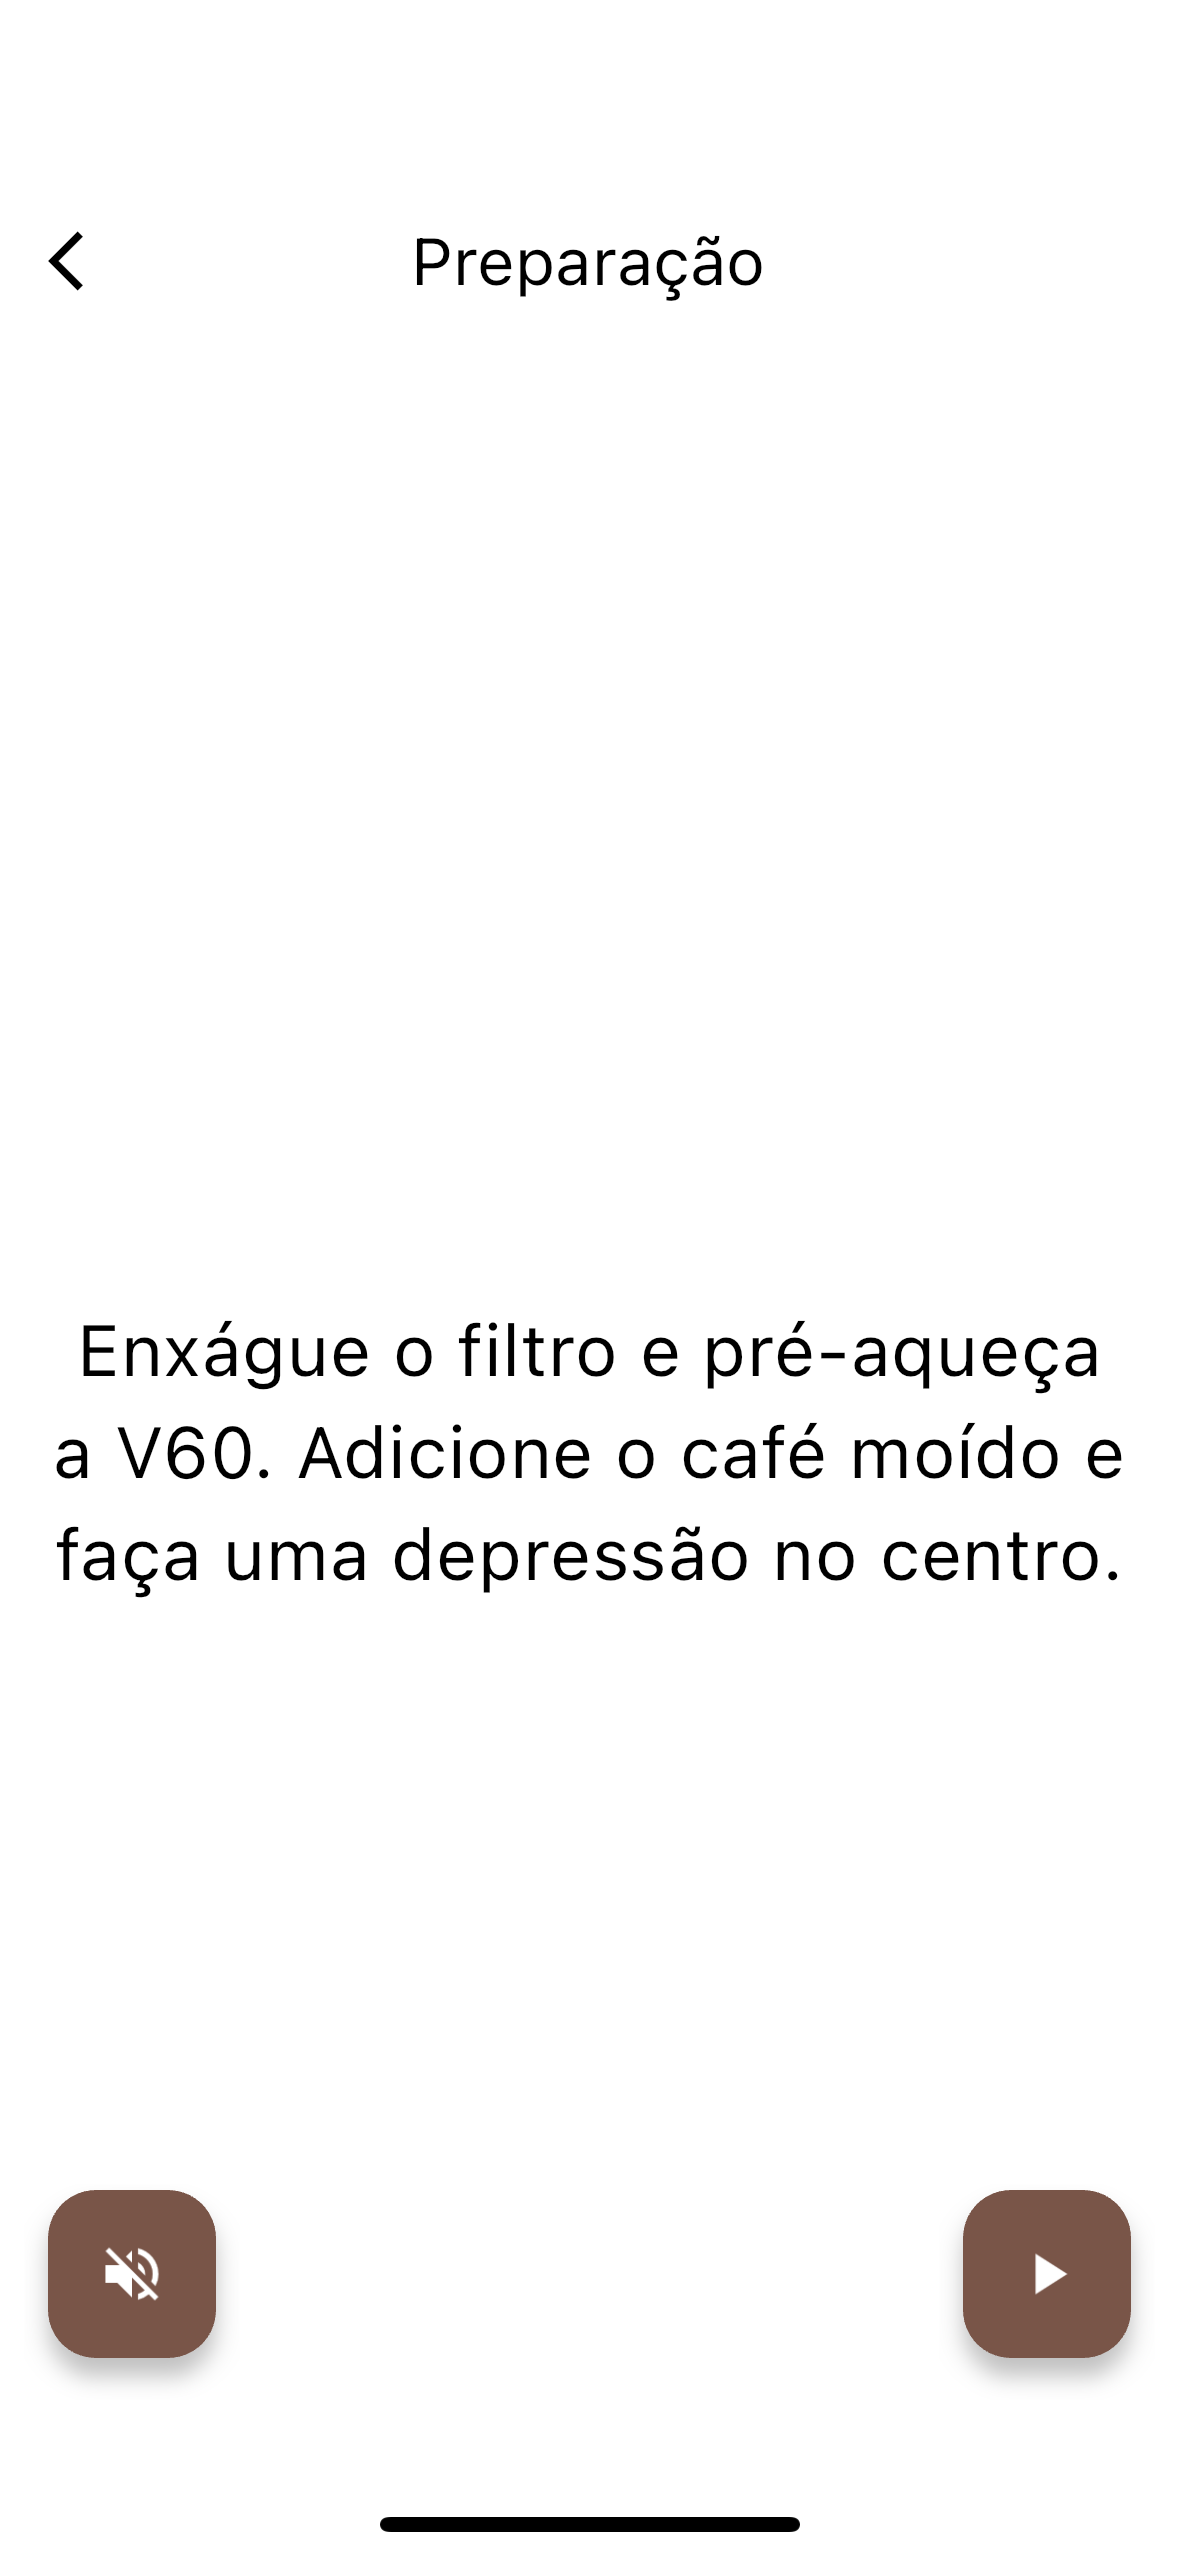 Preparação
Enxágue o filtro e pré-aqueça
a V60. Adicione o café moído e
faça uma depressão no centro.